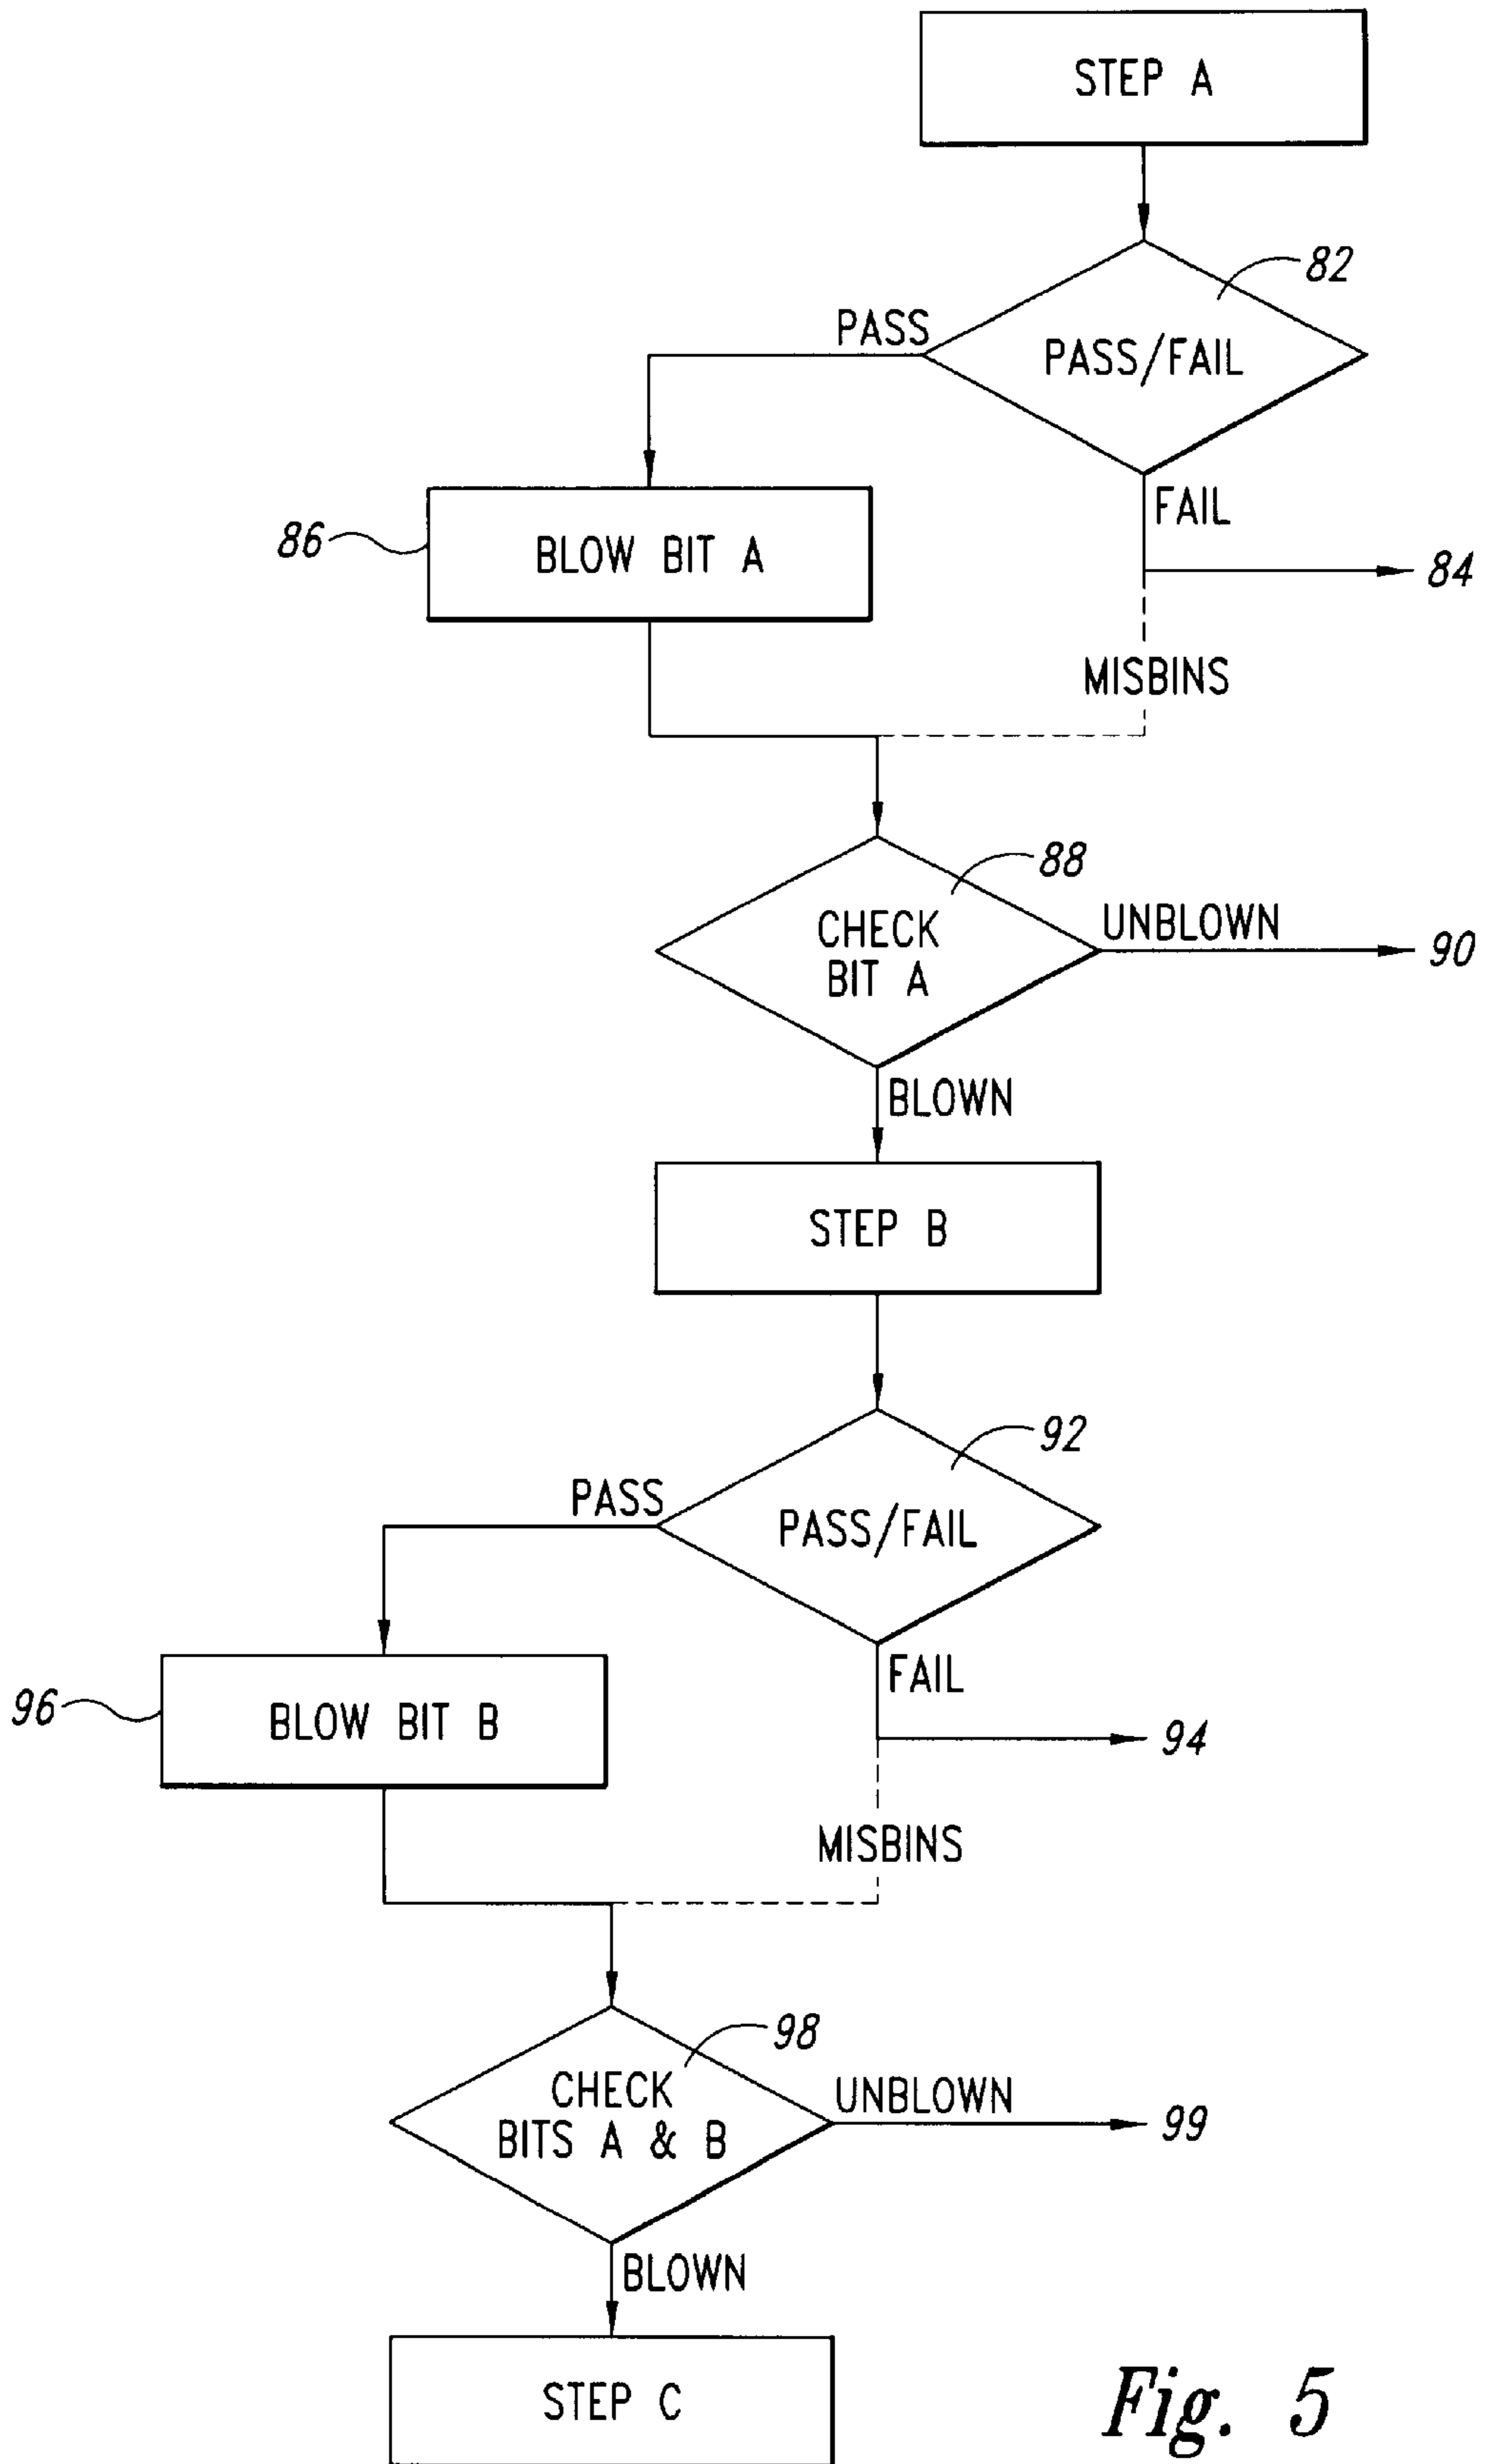 STEP A
82
PASS
PASS/FAIL
FAIL
86
BLOW BIT A
84
MISBINS
88
CHECK
BIT A
UNBLOWN
90
BLOWN
STEP B
92
PASS
PASS/FAIL
FAIL
96
BLOW BIT B
94
MISBINS
98
CHECK
BITS A & B
UNBLOWN
99
BLOWN
STEP C
Fig. 5